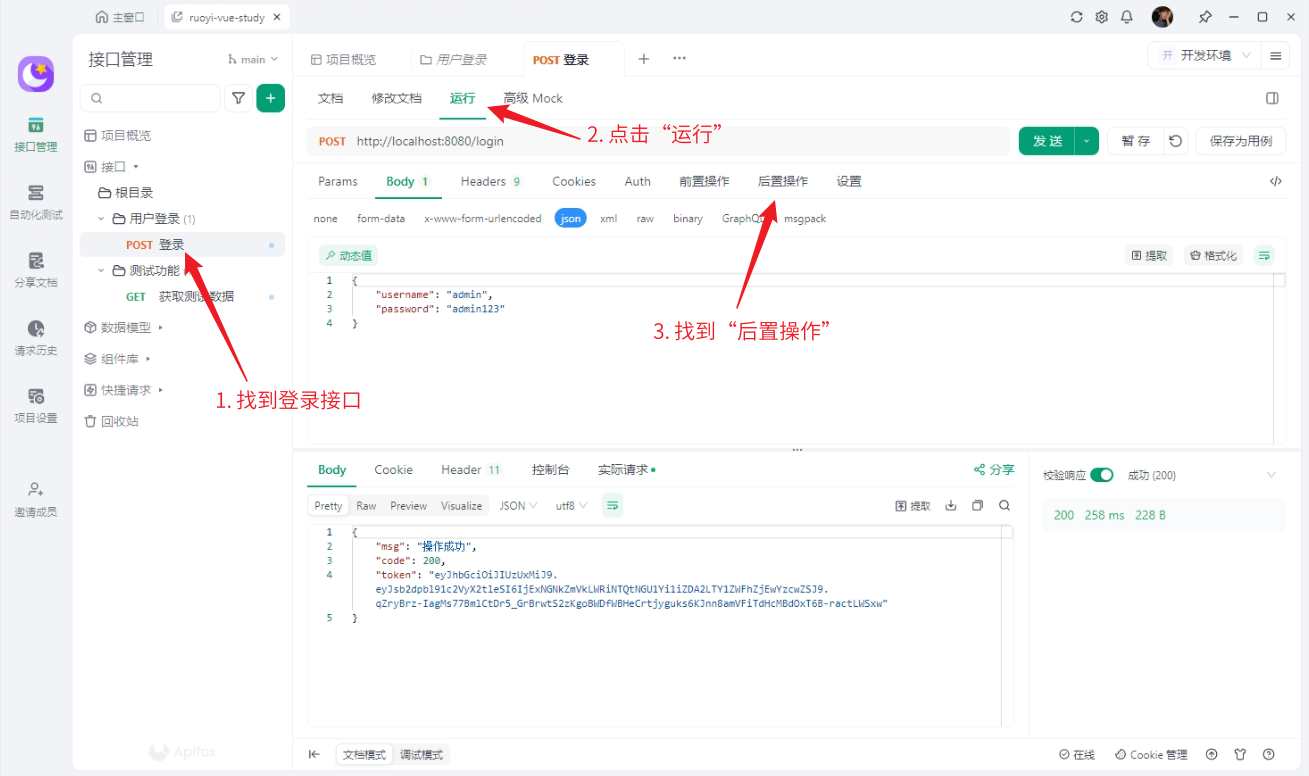 主窗口
ruoyi-vue-study
接口管理
main
项目概览
用户登录
POST 登录
开发环境
文档
修改文档
运行
高级 Mock
2. 点击“运行”
POST http://localhost:8080/login
发 送
暂 存
保存为用例
Params
Body 1
Headers 9
Cookies
Auth
前置操作
后置操作
设置
none
form-data
x-www-form-urlencoded
json
xml
raw
binary
msgpack
动态值
提取
格式化
1 {
2 "username": "admin",
3 "password": "admin123"
4 }
3. 找到“后置操作”
接口管理
自动化测试
分享文档
请求历史
项目设置
邀请成员
项目概览
接口
根目录
用户登录 (1)
POST 登录
测试功能
GET 获取测试数据
数据模型
组件库
快捷请求
回收站
1. 找到登录接口
Apifox
Body
Cookie
Header 11
控制台
实际请求
分享
校验响应
成功 (200)
Pretty
Raw
Preview
Visualize
JSON
utf8
提取
200 258 ms 228 B
1 {
2 "msg": "操作成功",
3 "code": 200,
4 "token": "eyJhbGciOiJIUzUxMiJ9.
5 }
文档模式
调试模式
在线
Cookie 管理